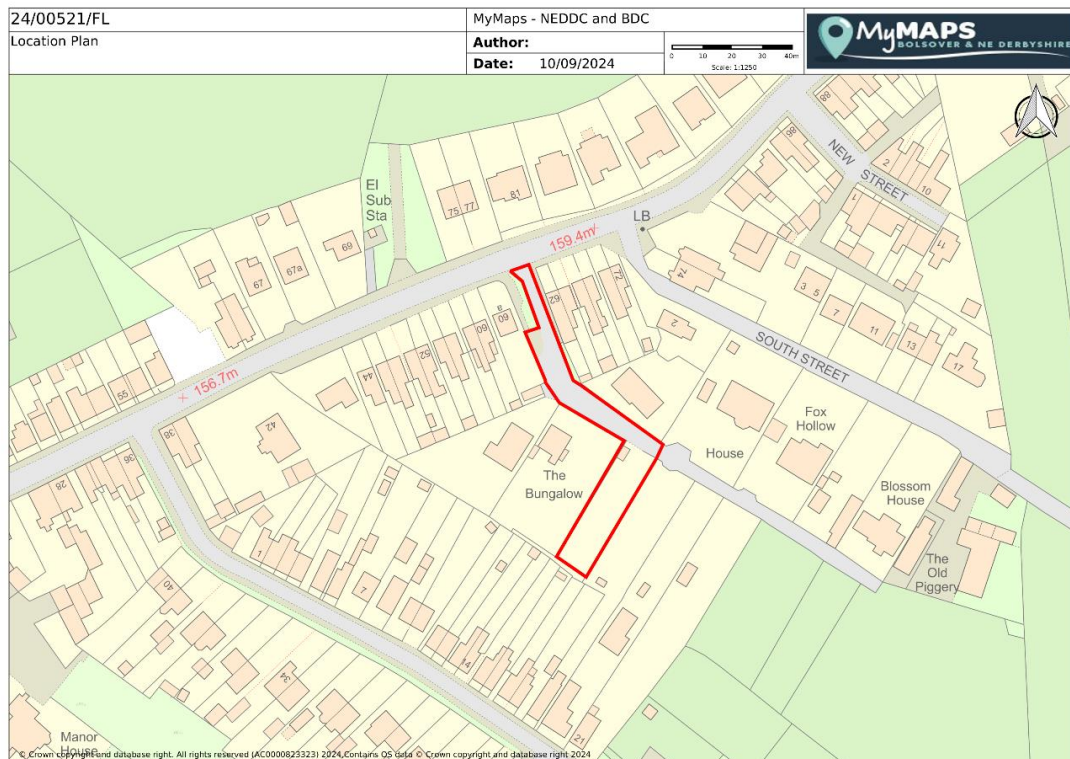 24/00521/FL
MyMaps - NEDDC and BDC
Location Plan
Author:
Date: 10/09/2024
0 10 20 30 40m
Scale: 1:1250
MyMAPS
BOLSOVER & NE DERBYSHIRE
88
86
NEW STREET
2
10
1
11
El
Sub
Sta
75 77
81
LB
159.4m
69
67a
67
62
72
74
60
a
60
52
44
2
3 5
7
11
13
17
SOUTH STREET
156.7m
55
38
42
36
28
Fox
Hollow
House
The
Bungalow
Blossom
House
The
Old
Piggery
1
7
40
14
34
21
Manor
House
© Crown copyright and database right. All rights reserved (AC0000823323) 2024,Contains OS data © Crown copyright and database right 2024